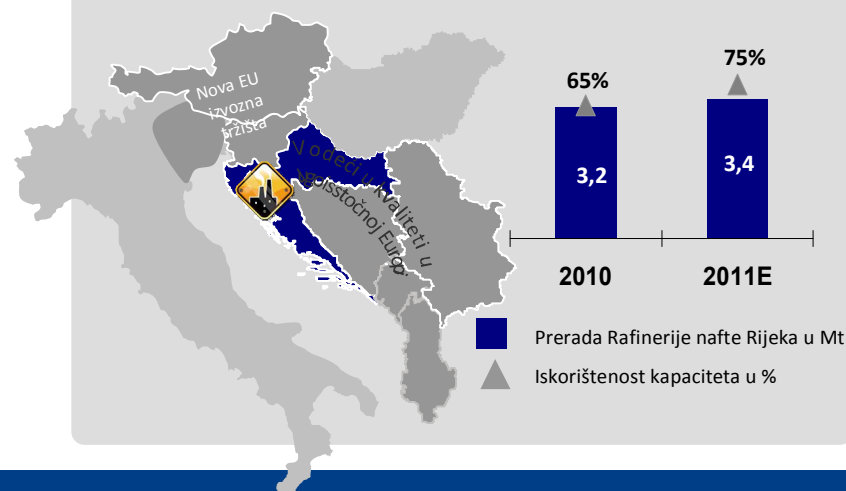 Nova EU
izvozna
tržišta
Vodeći u kvaliteti u
Europi
65%
75%
3,2
3,4
2010
2011E
Prerada Rafinerije nafte Rijeka u Mt
Iskorištenost kapaciteta u %